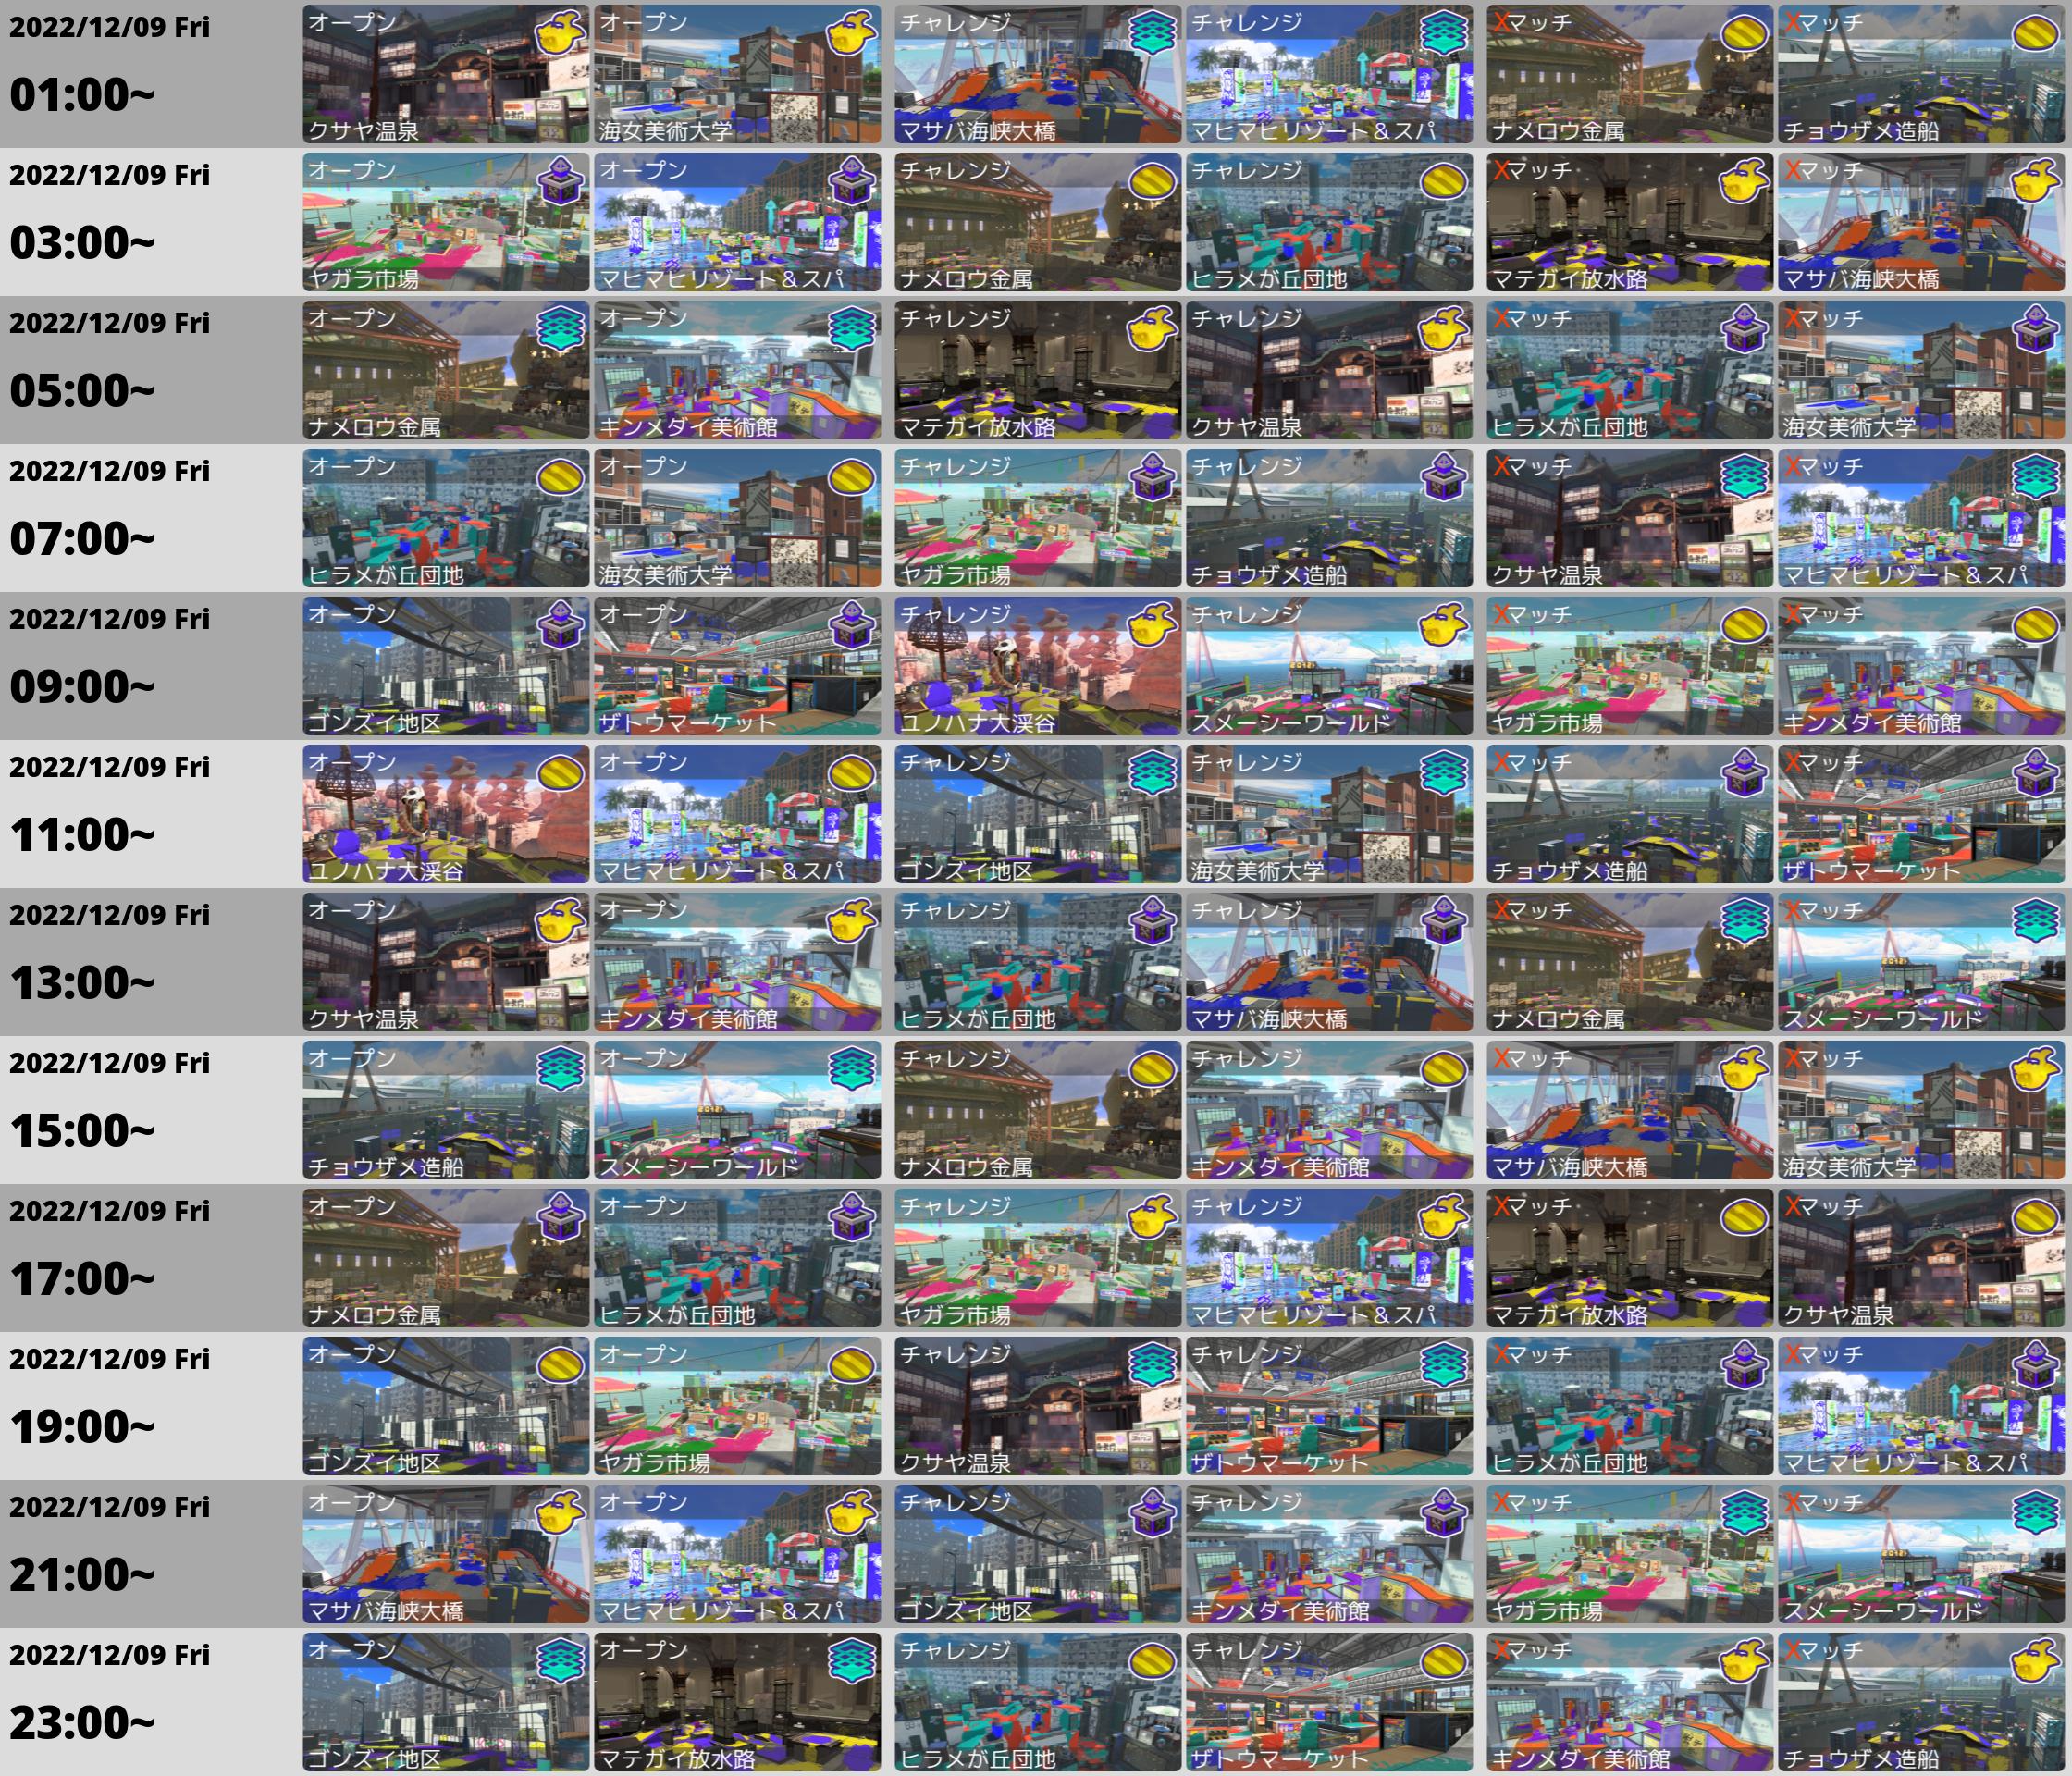 2022/12/09 Fri
01:00~
オープン
クサヤ温泉
オープン
海女美術大学
チャレンジ
マサバ海峡大橋
チャレンジ
マヒマヒリゾート&スパ
Xマッチ
ナメロウ金属
Xマッチ
チョウザメ造船
2022/12/09 Fri
03:00~
オープン
ヤガラ市場
オープン
マヒマヒリゾート&スパ
チャレンジ
ナメロウ金属
チャレンジ
ヒラメが丘団地
Xマッチ
マテガイ放水路
Xマッチ
マサバ海峡大橋
2022/12/09 Fri
05:00~
オープン
ナメロウ金属
オープン
キンメダイ美術館
チャレンジ
マテガイ放水路
チャレンジ
クサヤ温泉
Xマッチ
ヒラメが丘団地
Xマッチ
海女美術大学
2022/12/09 Fri
07:00~
オープン
ヒラメが丘団地
オープン
海女美術大学
チャレンジ
ヤガラ市場
チャレンジ
チョウザメ造船
Xマッチ
クサヤ温泉
Xマッチ
マヒマヒリゾート&スパ
2022/12/09 Fri
09:00~
オープン
ゴンズイ地区
オープン
ザトウマーケット
チャレンジ
ユノハナ大渓谷
チャレンジ
スメーシーワールド
Xマッチ
ヤガラ市場
Xマッチ
キンメダイ美術館
2022/12/09 Fri
11:00~
オープン
ユノハナ大渓谷
オープン
マヒマヒリゾート&スパ
チャレンジ
ゴンズイ地区
チャレンジ
海女美術大学
Xマッチ
チョウザメ造船
Xマッチ
ザトウマーケット
2022/12/09 Fri
13:00~
オープン
クサヤ温泉
オープン
キンメダイ美術館
チャレンジ
ヒラメが丘団地
チャレンジ
マサバ海峡大橋
Xマッチ
ナメロウ金属
Xマッチ
スメーシーワールド
2022/12/09 Fri
15:00~
オープン
チョウザメ造船
オープン
スメーシーワールド
チャレンジ
ナメロウ金属
チャレンジ
キンメダイ美術館
Xマッチ
マサバ海峡大橋
Xマッチ
海女美術大学
2022/12/09 Fri
17:00~
オープン
ナメロウ金属
オープン
ヒラメが丘団地
チャレンジ
ヤガラ市場
チャレンジ
マヒマヒリゾート&スパ
Xマッチ
マテガイ放水路
Xマッチ
クサヤ温泉
2022/12/09 Fri
19:00~
オープン
ゴンズイ地区
オープン
ヤガラ市場
チャレンジ
クサヤ温泉
チャレンジ
ザトウマーケット
Xマッチ
ヒラメが丘団地
Xマッチ
マヒマヒリゾート&スパ
2022/12/09 Fri
21:00~
オープン
マサバ海峡大橋
オープン
マヒマヒリゾート&スパ
チャレンジ
ゴンズイ地区
チャレンジ
キンメダイ美術館
Xマッチ
ヤガラ市場
Xマッチ
スメーシーワールド
2022/12/09 Fri
23:00~
オープン
ゴンズイ地区
オープン
マテガイ放水路
チャレンジ
ヒラメが丘団地
チャレンジ
ザトウマーケット
Xマッチ
キンメダイ美術館
Xマッチ
チョウザメ造船